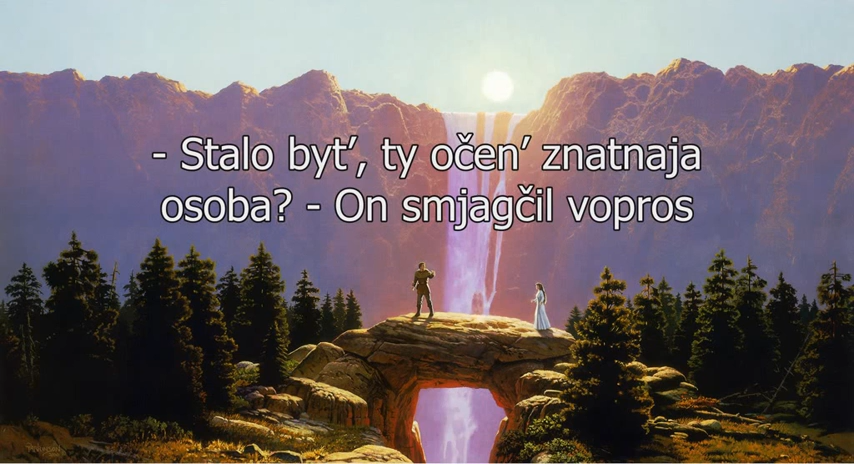 - Stalo byt’, ty očen’ znatnaja
osoba? - On smjagčil vopros